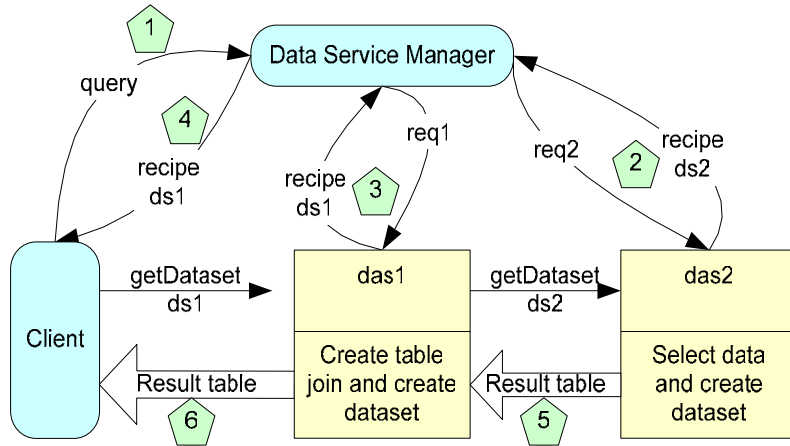 1
Data Service Manager
query
4
req1
recipe
ds1
recipe
ds1
3
req2
2
recipe
ds2
Client
getDataset
ds1
das1
getDataset
ds2
das2
Result table
6
Create table
join and create
dataset
Result table
5
Select data
and create
dataset